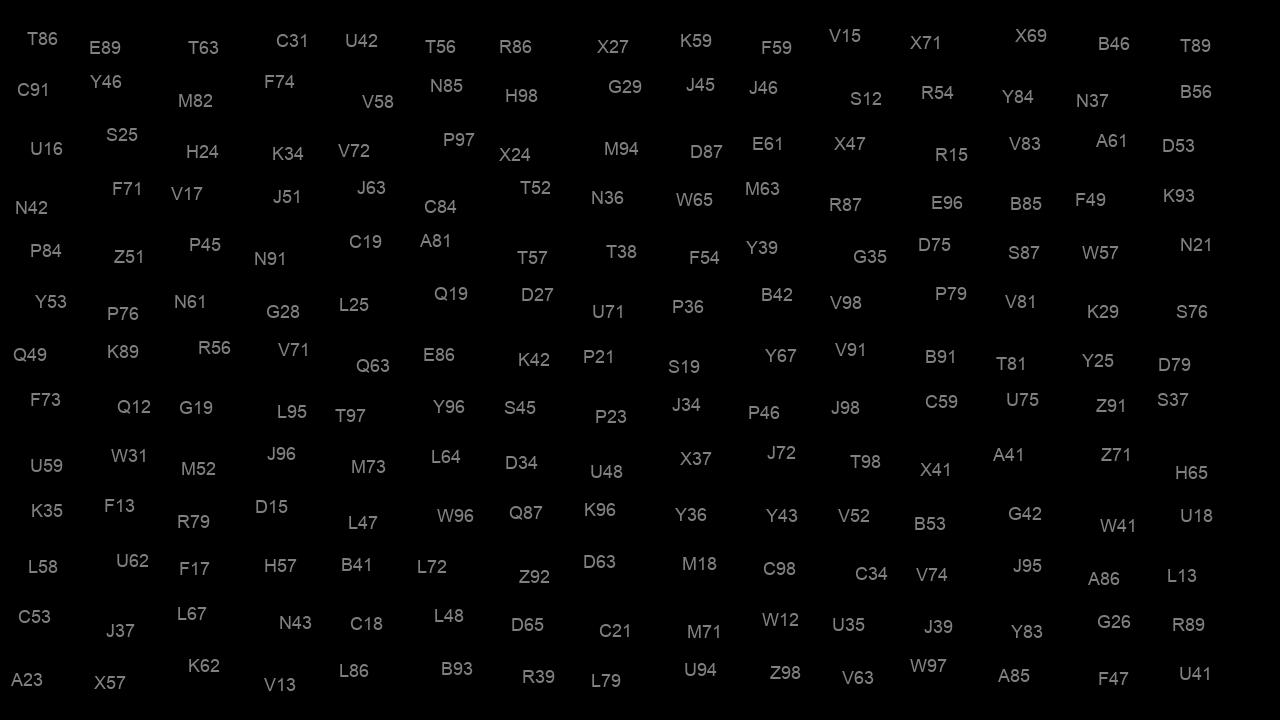 T86 E89 T63 C31 U42 T56 R86 X27 K59 F59 V15 X71 X69 B46 T89
C91 Y46 M82 F74 V58 N85 H98 G29 J45 J46 S12 R54 Y84 N37 B56
U16 S25 H24 K34 V72 P97 X24 M94 D87 E61 X47 R15 V83 A61 D53
N42 F71 V17 J51 J63 C84 T52 N36 W65 M63 R87 E96 B85 F49 K93
P84 Z51 P45 N91 C19 A81 T57 T38 F54 Y39 G35 D75 S87 W57 N21
Y53 P76 N61 G28 L25 Q19 D27 U71 P36 B42 V98 P79 V81 K29 S76
Q49 K89 R56 V71 Q63 E86 K42 P21 S19 Y67 V91 B91 T81 Y25 D79
F73 Q12 G19 L95 T97 Y96 S45 P23 J34 P46 J98 C59 U75 Z91 S37
U59 W31 M52 J96 M73 L64 D34 U48 X37 J72 T98 X41 A41 Z71 H65
K35 F13 R79 D15 L47 W96 Q87 K96 Y36 Y43 V52 B53 G42 W41 U18
L58 U62 F17 H57 B41 L72 Z92 D63 M18 C98 C34 V74 J95 A86 L13
C53 J37 L67 N43 C18 L48 D65 C21 M71 W12 U35 J39 Y83 G26 R89
A23 X57 K62 V13 L86 B93 R39 L79 U94 Z98 V63 W97 A85 F47 U41